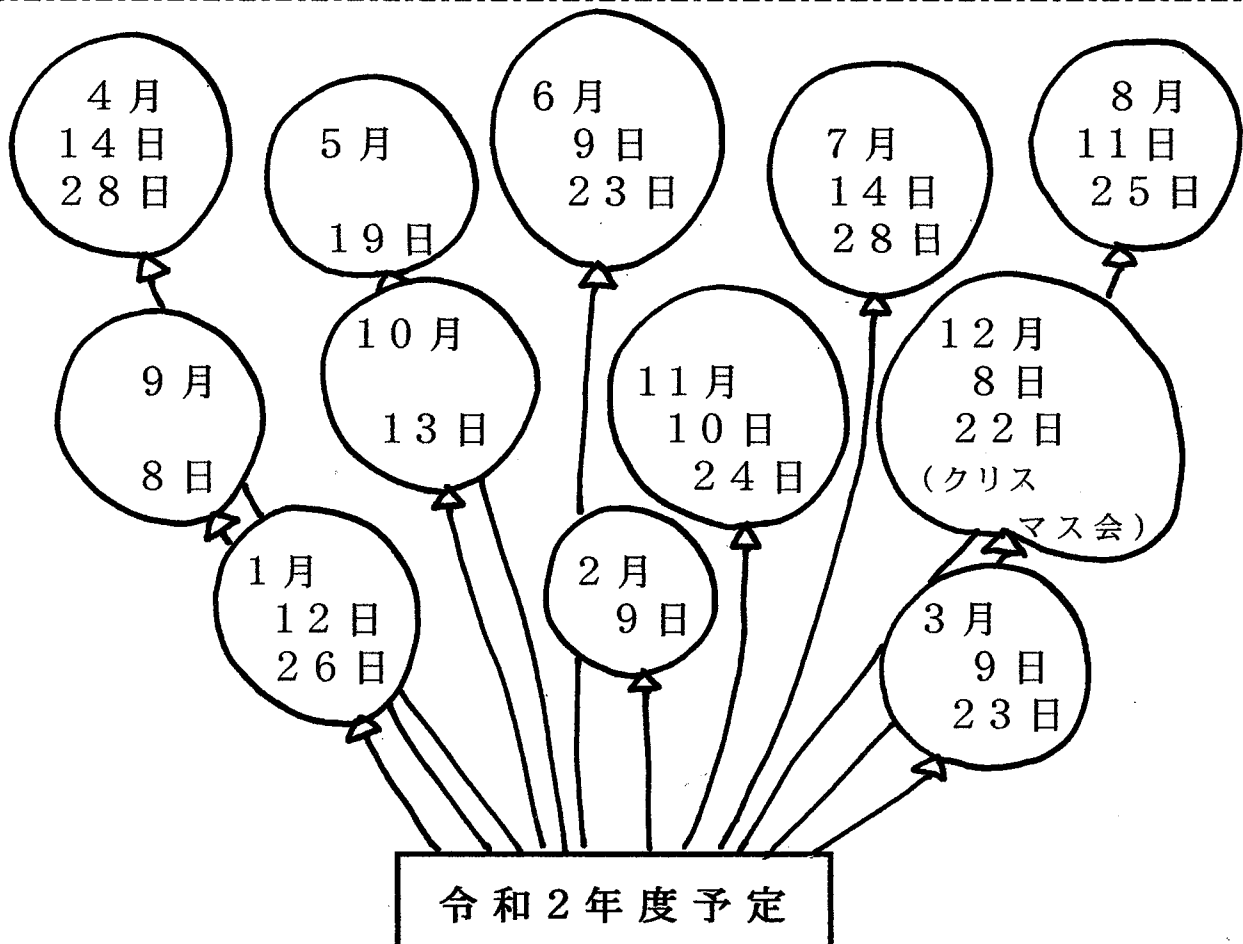 4月
14日
28日
5月
19日
6月
9日
23日
7月
14日
28日
8月
11日
25日
9月
8日
10月
13日
11月
10日
24日
12月
8日
22日
(クリス
マス会)
1月
12日
26日
2月
9日
3月
9日
23日
令和2年度予定